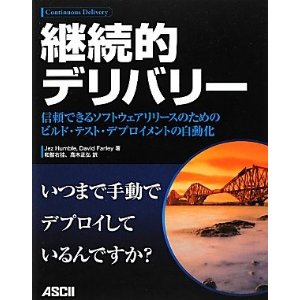 Continuous Delivery
継続的
デリバリー
信頼できるソフトウェアリリースのための
ビルド・テスト・デプロイメントの自動化
Jez Humble, David Farley 著
和智右桂、髙木正弘 訳
いつまで手動で
デプロイして
いるんですか?
ASCII